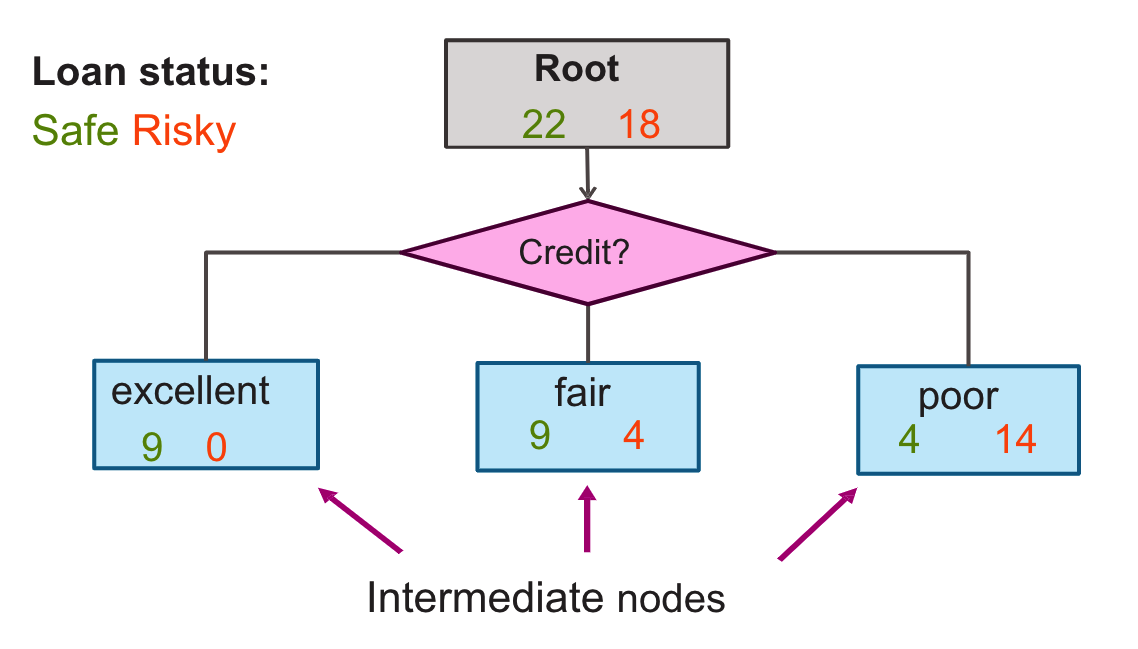 Loan status:
Safe Risky
Root
22 18
Credit?
excellent
9 0
fair
9 4
poor
4 14
Intermediate nodes